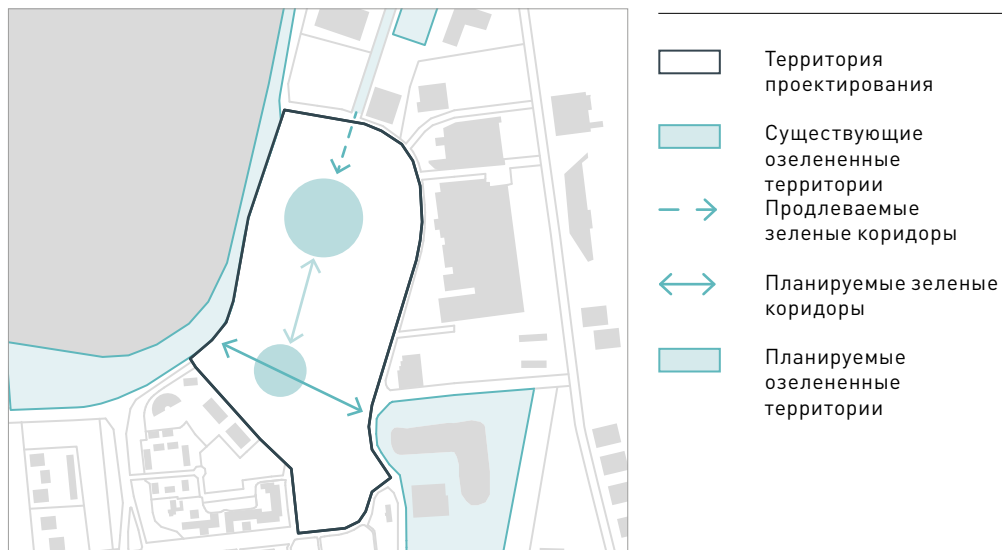 Территория
проектирования
Существующие
озелененные
территории
Продлеваемые
зеленые коридоры
Планируемые зеленые
коридоры
Планируемые
озелененные
территории